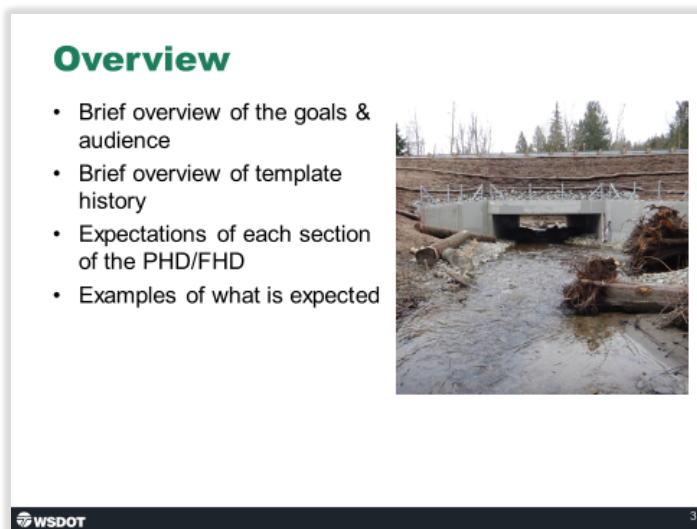 Overview
• Brief overview of the goals &
audience
• Brief overview of template
history
• Expectations of each section
of the PHD/FHD
• Examples of what is expected
WSDOT
3